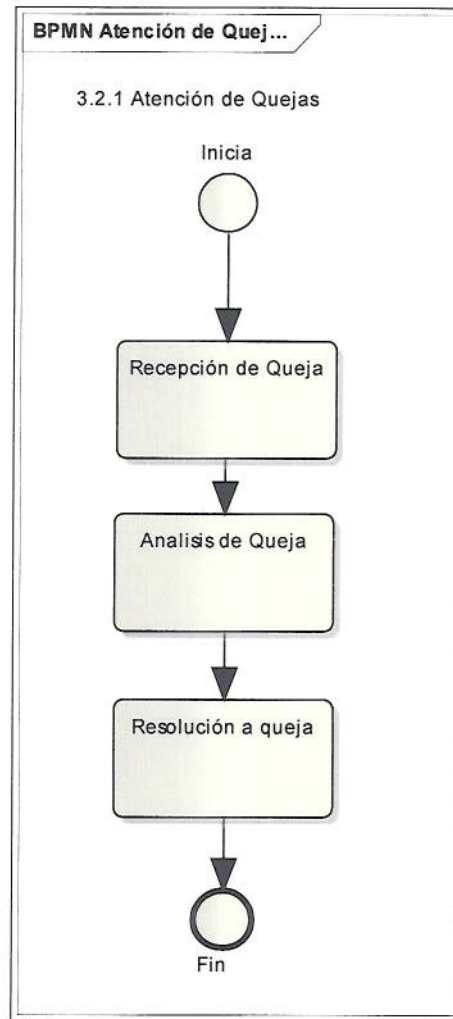 BPMN Atención de Quej...
3.2.1 Atención de Quejas
Inicia
Recepción de Queja
Analisis de Queja
Resolución a queja
Fin